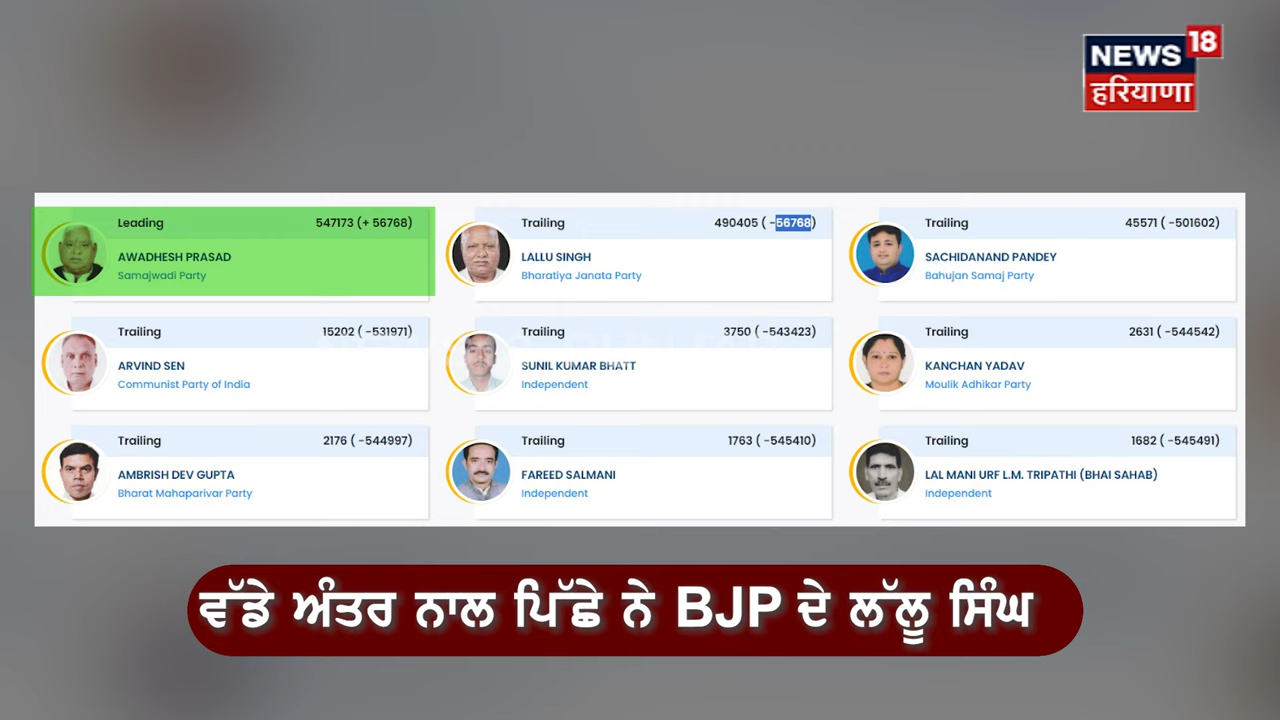 NEWS 18
हरियाणा
Leading 547173 (+ 56768)
AWADHESH PRASAD
Samajwadi Party
Trailing 490405 ( -56768)
LALLU SINGH
Bharatiya Janata Party
Trailing 45571 ( -501602)
SACHIDANAND PANDEY
Bahujan Samaj Party
Trailing 15202 ( -531971)
ARVIND SEN
Communist Party of India
Trailing 3750 ( -543423)
SUNIL KUMAR BHATT
Independent
Trailing 2631 ( -544542)
KANCHAN YADAV
Moulik Adhikar Party
Trailing 2176 ( -544997)
AMBRISH DEV GUPTA
Bharat Mahaparivar Party
Trailing 1763 ( -545410)
FAREED SALMANI
Independent
Trailing 1682 ( -545491)
LAL MANI URF L.M. TRIPATHI (BHAI SAHAB)
Independent
ਵੱਡੇ ਅੰਤਰ ਨਾਲ ਪਿੱਛੇ ਨੇ BJP ਦੇ ਲੱਲੂ ਸਿੰਘ